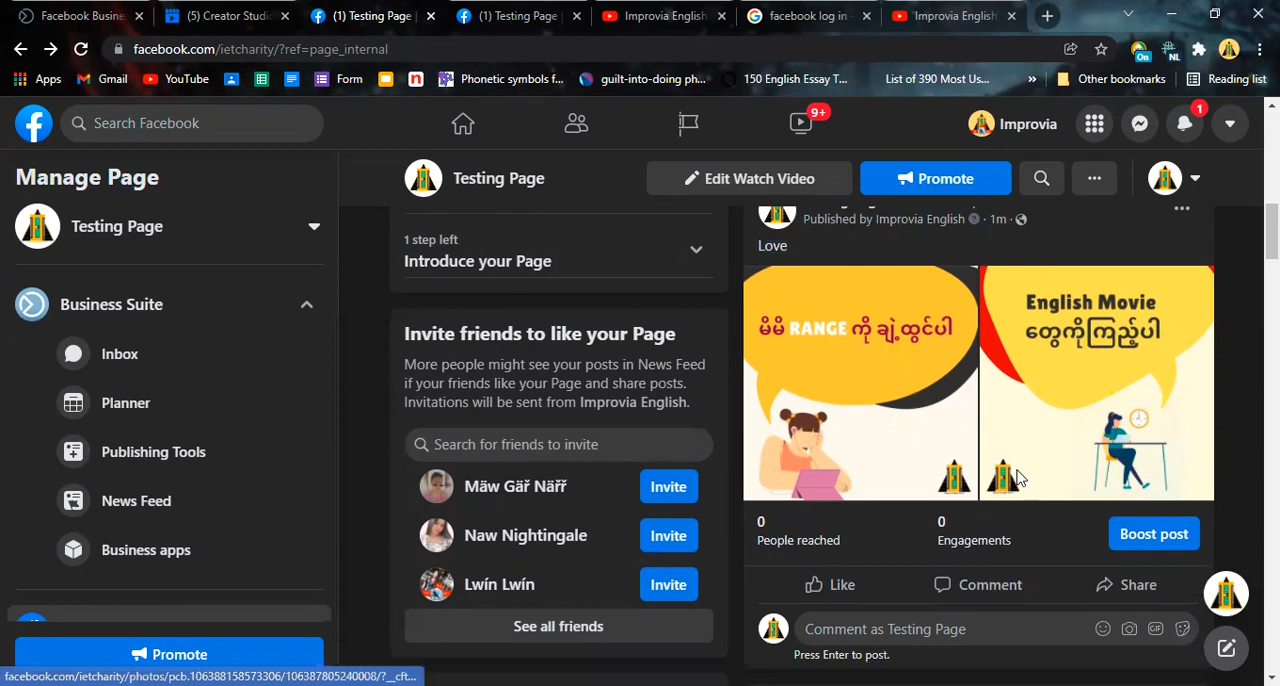 Facebook Busine
(5) Creator Studi
(1) Testing Page
(1) Testing Page
Improvia English
facebook log in -
Improvia English
facebook.com/ietcharity/?ref=page_internal
On
NL
Apps
Gmail
YouTube
Form
Phonetic symbols f...
guilt-into-doing ph...
150 English Essay T...
List of 390 Most Us...
»
Other bookmarks
Reading list
Search Facebook
9+
Improvia
1
Manage Page
Testing Page
Edit Watch Video
Promote
Testing Page
Business Suite
Inbox
Planner
Publishing Tools
News Feed
Business apps
Promote
1 step left
Introduce your Page
Invite friends to like your Page
More people might see your posts in News Feed
if your friends like your Page and share posts.
Invitations will be sent from Improvia English.
Search for friends to invite
Mäw Gäř Näřř
Invite
Naw Nightingale
Invite
Lwín Lwín
Invite
See all friends
Published by Improvia English · 1m ·
Love
မိမိ RANGE ကို ချဲ့ထွင်ပါ
English Movie
တွေကိုကြည့်ပါ
0
People reached
0
Engagements
Boost post
Like
Comment
Share
Comment as Testing Page
GIF
Press Enter to post.
facebook.com/ietcharity/photos/pcb.106388158573306/106387805240008/?__cft...